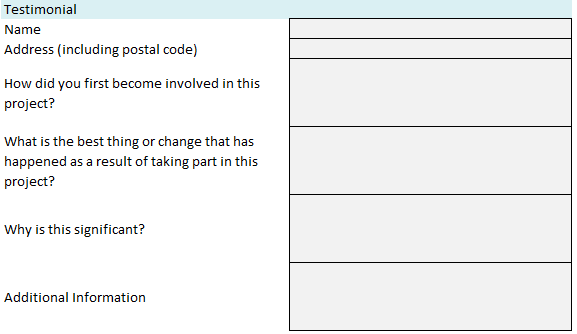 Testimonial
Name
Address (including postal code)
How did you first become involved in this
project?
What is the best thing or change that has
happened as a result of taking part in this
project?
Why is this significant?
Additional Information